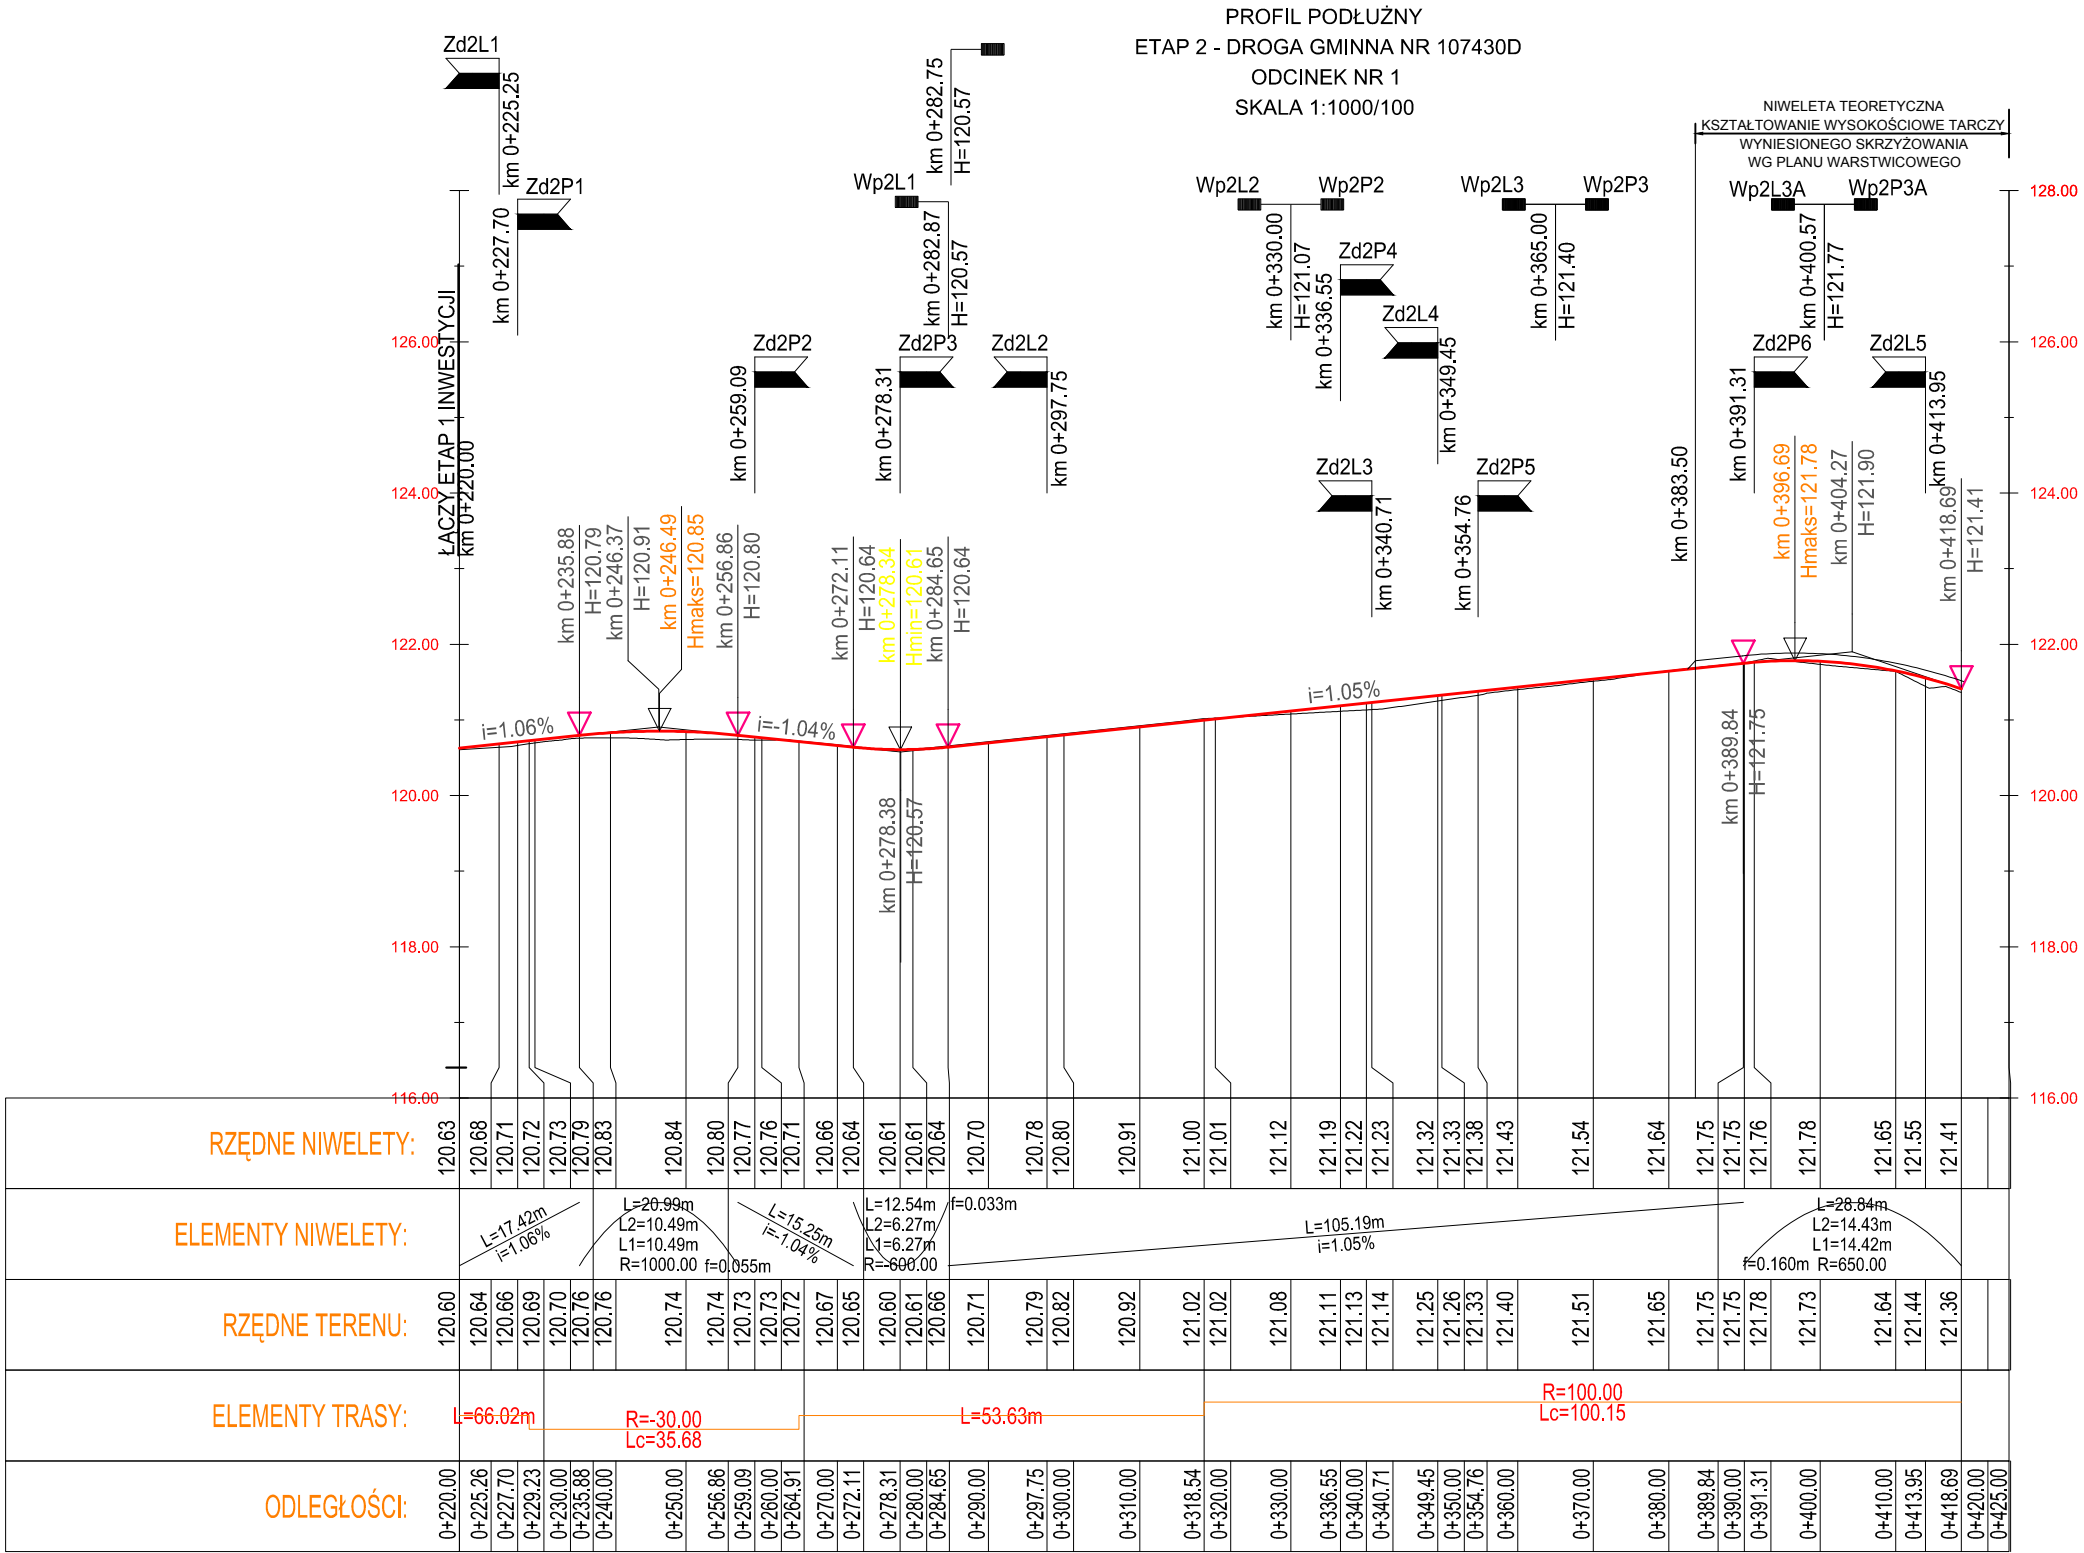 PROFIL PODŁUŻNY
ETAP 2 - DROGA GMINNA NR 107430D
ODCINEK NR 1
SKALA 1:1000/100
NIWELETA TEORETYCZNA
KSZTAŁTOWANIE WYSOKOŚCIOWE TARCZY
WYNIESIONEGO SKRZYŻOWANIA
WG PLANU WARSTWICOWEGO
Zd2L1
km 0+225.25
Zd2P1
km 0+227.70
ŁĄCZY ETAP 1 INWESTYCJI
km 0+220.00
km 0+282.75
H=120.57
Wp2L1
km 0+282.87
H=120.57
Zd2P2
km 0+259.09
Zd2P3
km 0+278.31
Zd2L2
km 0+297.75
Wp2L2
Wp2P2
km 0+330.00
H=121.07
Zd2P4
km 0+336.55
Zd2L4
km 0+349.45
Zd2L3
km 0+340.71
Zd2P5
km 0+354.76
Wp2L3
Wp2P3
km 0+365.00
H=121.40
Wp2L3A
Wp2P3A
km 0+400.57
H=121.77
Zd2P6
km 0+391.31
Zd2L5
km 0+413.95
km 0+383.50
km 0+235.88
H=120.79
km 0+246.37
H=120.91
km 0+246.49
Hmaks=120.85
km 0+256.86
H=120.80
km 0+272.11
H=120.64
km 0+278.34
Hmin=120.61
km 0+284.65
H=120.64
km 0+278.38
H=120.57
km 0+389.84
H=121.75
km 0+396.69
Hmaks=121.78
km 0+404.27
H=121.90
km 0+418.69
H=121.41
i=1.06%
i=-1.04%
i=1.05%
128.00
126.00 126.00
124.00 124.00
122.00 122.00
120.00 120.00
118.00 118.00
116.00 116.00
RZĘDNE NIWELETY: 120.63 120.68 120.71 120.72 120.73 120.79 120.83 120.84 120.80 120.77 120.76 120.71 120.66 120.64 120.61 120.61 120.64 120.70 120.78 120.80 120.91 121.00 121.01 121.12 121.19 121.22 121.23 121.32 121.33 121.38 121.43 121.54 121.64 121.75 121.75 121.76 121.78 121.65 121.55 121.41
ELEMENTY NIWELETY:
L=17.42m
i=1.06%
L=20.99m
L2=10.49m
L1=10.49m
R=1000.00 f=0.055m
L=15.25m
i=-1.04%
L=12.54m f=0.033m
L2=6.27m
L1=6.27m
R=-600.00
L=105.19m
i=1.05%
L=28.84m
L2=14.43m
L1=14.42m
f=0.160m R=650.00
RZĘDNE TERENU: 120.60 120.64 120.66 120.69 120.70 120.76 120.76 120.74 120.74 120.73 120.73 120.72 120.67 120.65 120.60 120.61 120.66 120.71 120.79 120.82 120.92 121.02 121.02 121.08 121.11 121.13 121.14 121.25 121.26 121.33 121.40 121.51 121.65 121.75 121.75 121.78 121.73 121.64 121.44 121.36
ELEMENTY TRASY:
L=66.02m
R=-30.00
Lc=35.68
L=53.63m
R=100.00
Lc=100.15
ODLEGŁOŚCI: 0+220.00 0+225.26 0+227.70 0+229.23 0+230.00 0+235.88 0+240.00 0+250.00 0+256.86 0+259.09 0+260.00 0+264.91 0+270.00 0+272.11 0+278.31 0+280.00 0+284.65 0+290.00 0+297.75 0+300.00 0+310.00 0+318.54 0+320.00 0+330.00 0+336.55 0+340.00 0+340.71 0+349.45 0+350.00 0+354.76 0+360.00 0+370.00 0+380.00 0+389.84 0+390.00 0+391.31 0+400.00 0+410.00 0+413.95 0+418.69 0+420.00 0+425.00